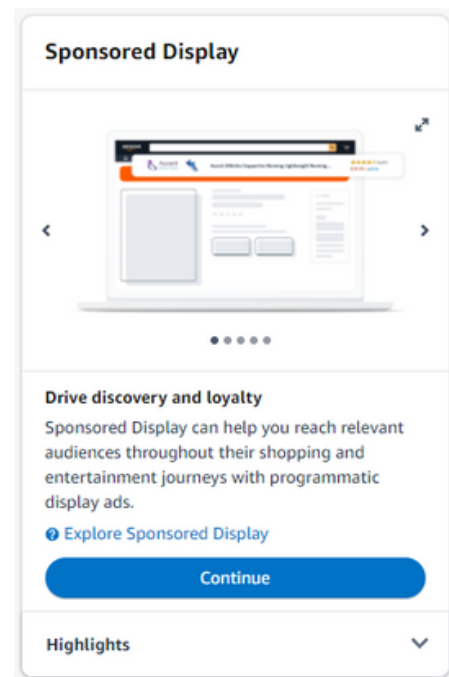 Sponsored Display
amazon
Drive discovery and loyalty
Sponsored Display can help you reach relevant
audiences throughout their shopping and
entertainment journeys with programmatic
display ads.
Explore Sponsored Display
Continue
Highlights